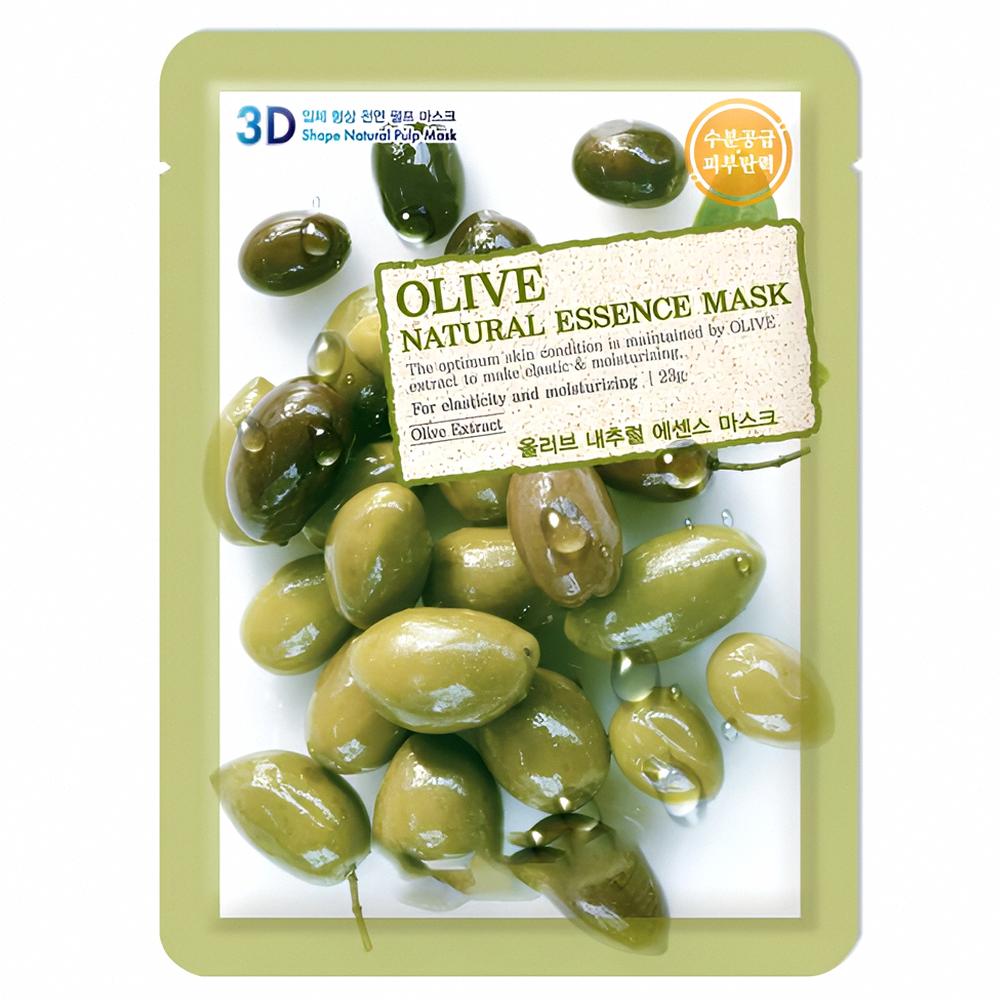 3D
입체 형상 천연 펄프 마스크
Shape Natural Pulp Mask
수분공급
피부탄력
OLIVE
NATURAL ESSENCE MASK
The optimum skin condition is maintained by OLIVE
extract to make elastic & moisturizing.
For elasticity and moisturizing | 23g
Olive Extract
올리브 내추럴 에센스 마스크